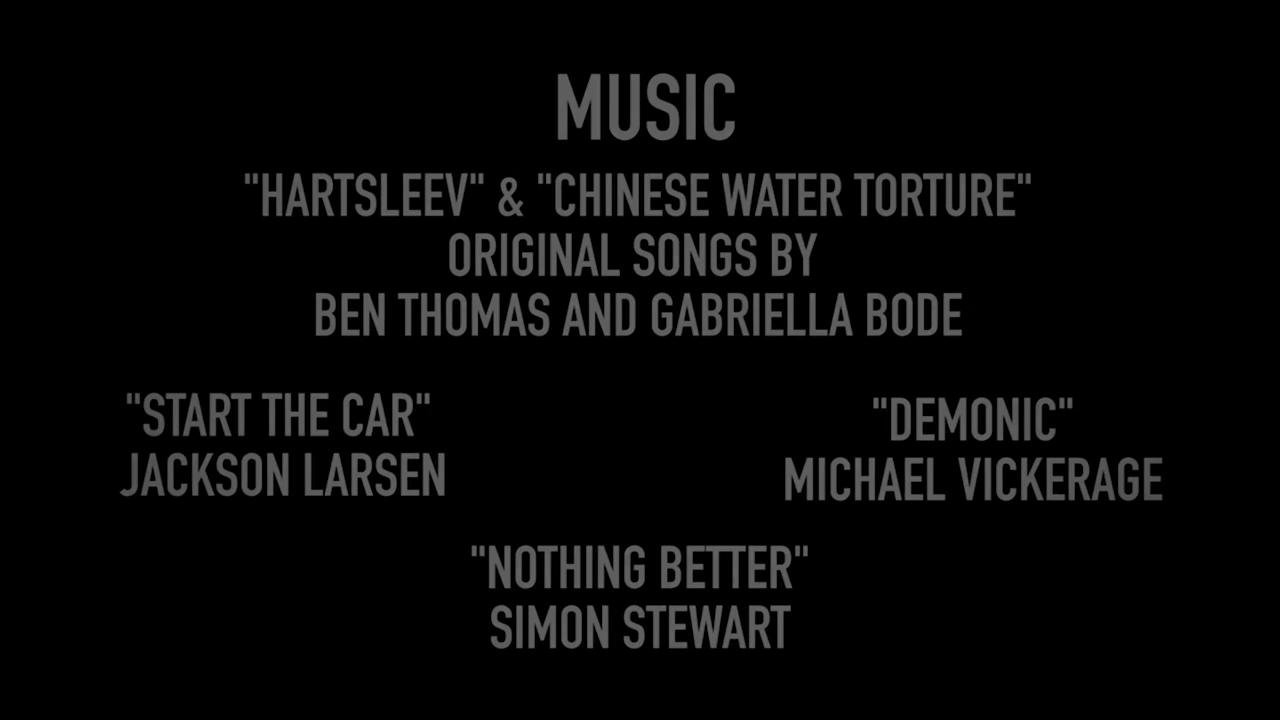 MUSIC
"HARTSLEEV" & "CHINESE WATER TORTURE"
ORIGINAL SONGS BY
BEN THOMAS AND GABRIELLA BODE
"START THE CAR"
JACKSON LARSEN
"DEMONIC"
MICHAEL VICKERAGE
"NOTHING BETTER"
SIMON STEWART